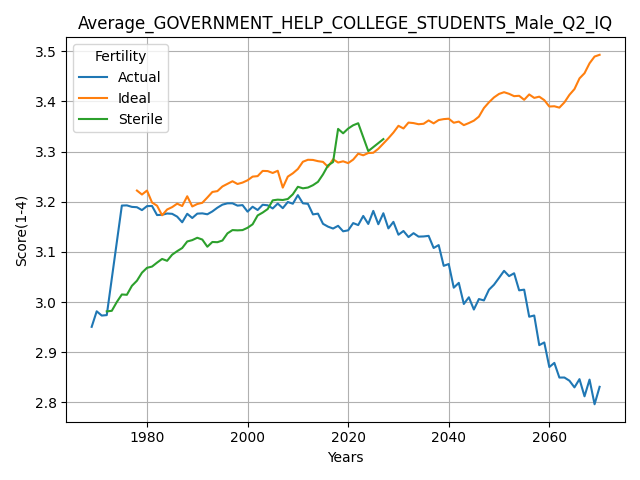 Average_GOVERNMENT_HELP_COLLEGE_STUDENTS_Male_Q2_IQ
Fertility
Actual
Ideal
Sterile
3.5
3.4
3.3
3.2
3.1
3.0
2.9
2.8
Score(1-4)
1980
2000
2020
2040
2060
Years